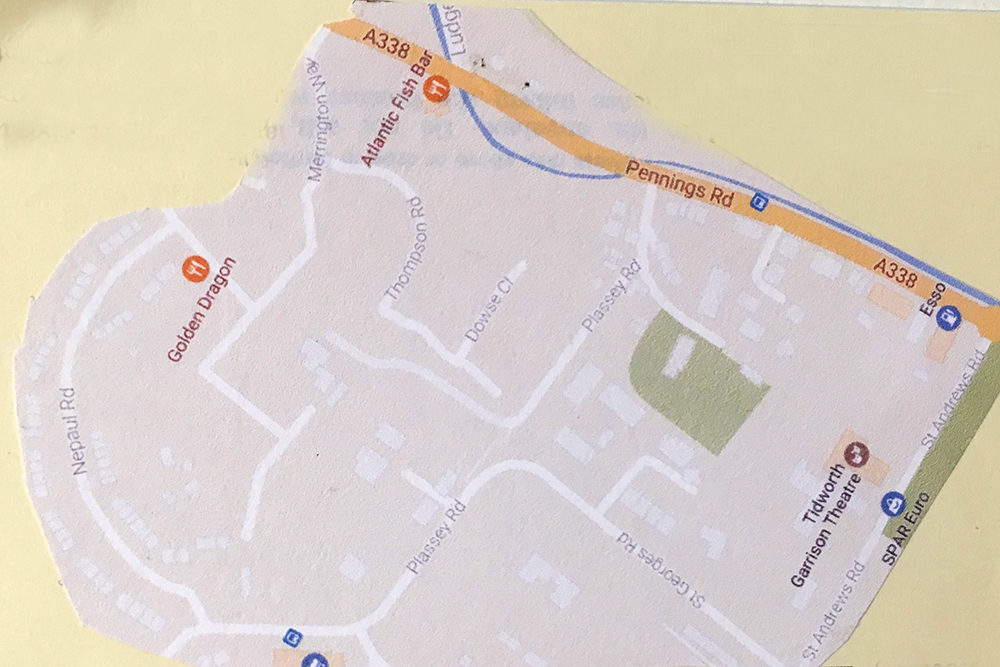 A338
Ludge
Atlantic Fish Bar
Merrington Way
Pennings Rd
A338
Thompson Rd
Golden Dragon
Dowse Cl
Plassey Rd
Esso
Nepaul Rd
St Andrews Rd
Tidworth
Garrison Theatre
SPAR Euro
Plassey Rd
St Georges Rd
St Andrews Rd